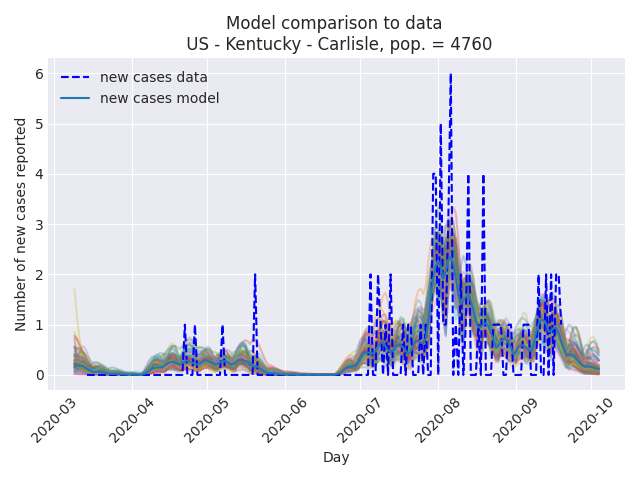 Model comparison to data
US - Kentucky - Carlisle, pop. = 4760
new cases data
new cases model
Number of new cases reported
6
5
4
3
2
1
0
2020-03
2020-04
2020-05
2020-06
2020-07
2020-08
2020-09
2020-10
Day